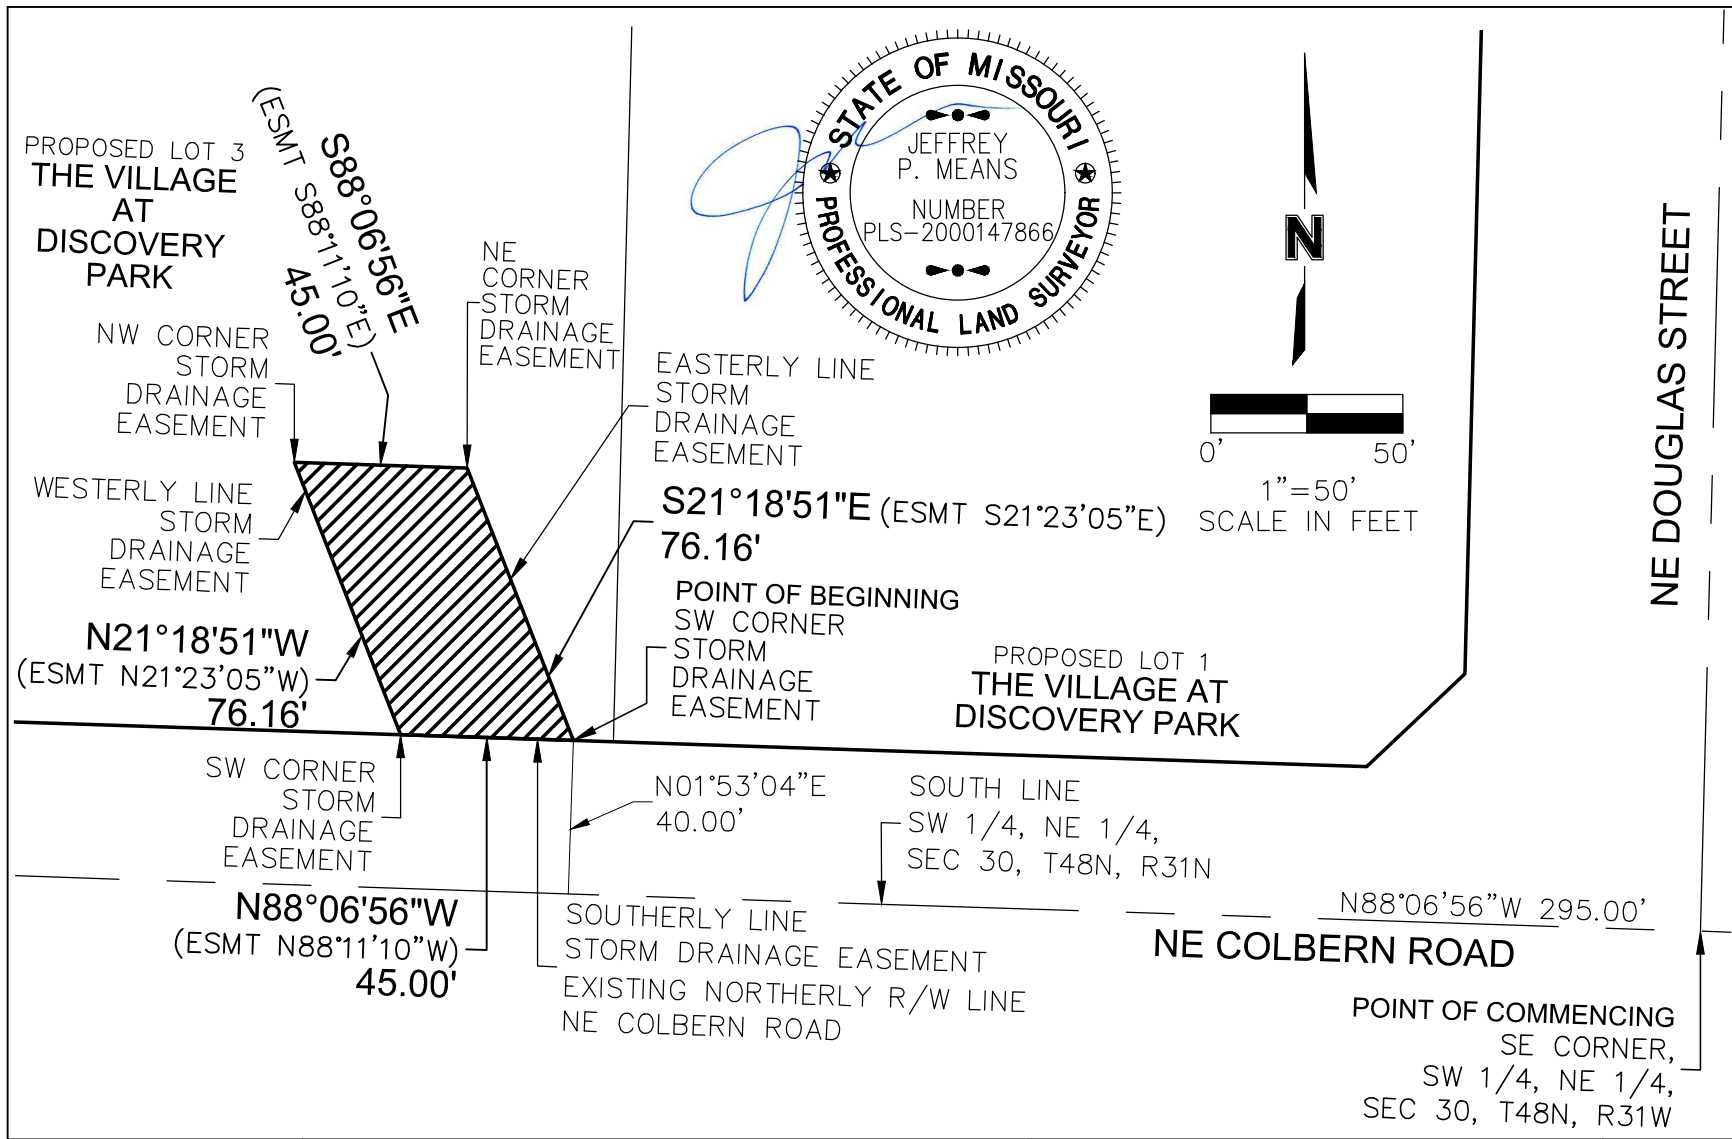 PROPOSED LOT 3
THE VILLAGE
AT
DISCOVERY
PARK
S88°06'56"E
(ESMT S88°11'10"E)
45.00'
NW CORNER
STORM
DRAINAGE
EASEMENT
NE
CORNER
STORM
DRAINAGE
EASEMENT
STATE OF MISSOURI
JEFFREY
P. MEANS
NUMBER
PLS-2000147866
PROFESSIONAL LAND SURVEYOR
N
0' 50'
1"=50'
SCALE IN FEET
NE DOUGLAS STREET
EASTERLY LINE
STORM
DRAINAGE
EASEMENT
WESTERLY LINE
STORM
DRAINAGE
EASEMENT
S21°18'51"E (ESMT S21°23'05"E)
76.16'
POINT OF BEGINNING
SW CORNER
STORM
DRAINAGE
EASEMENT
N21°18'51"W
(ESMT N21°23'05"W)
76.16'
PROPOSED LOT 1
THE VILLAGE AT
DISCOVERY PARK
SW CORNER
STORM
DRAINAGE
EASEMENT
N01°53'04"E
40.00'
SOUTH LINE
SW 1/4, NE 1/4,
SEC 30, T48N, R31N
N88°06'56"W
(ESMT N88°11'10"W)
45.00'
SOUTHERLY LINE
STORM DRAINAGE EASEMENT
EXISTING NORTHERLY R/W LINE
NE COLBERN ROAD
N88°06'56"W 295.00'
NE COLBERN ROAD
POINT OF COMMENCING
SE CORNER,
SW 1/4, NE 1/4,
SEC 30, T48N, R31W